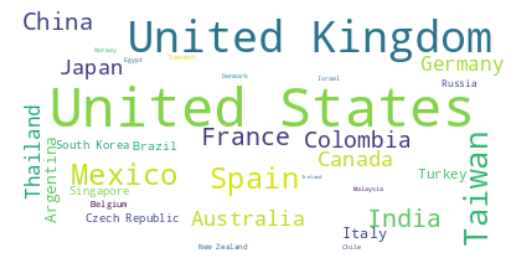 China
United Kingdom
Norway
Egypt
Sweden
Germany
Japan
Denmark
Israel
Russia
United States
Thailand
France
Colombia
South Korea
Brazil
Argentina
Canada
Taiwan
Mexico
Spain
Turkey
Ireland
Singapore
Malaysia
Belgium
Czech Republic
Australia
India
Italy
New Zealand
Chile